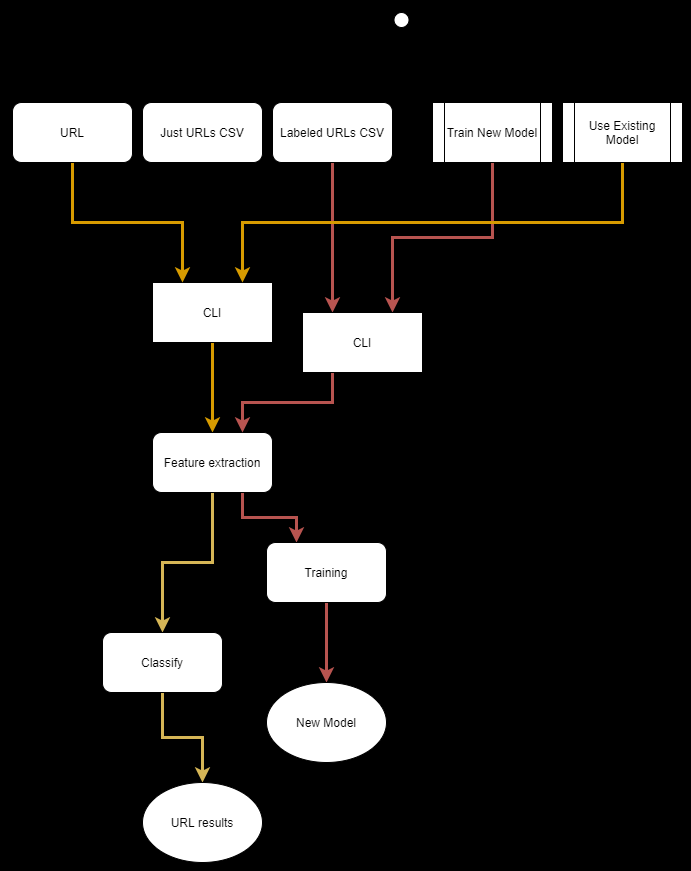 URL
Just URLs CSV
Labeled URLs CSV
Train New Model
Use Existing
Model
CLI
CLI
Feature extraction
Training
Classify
New Model
URL results